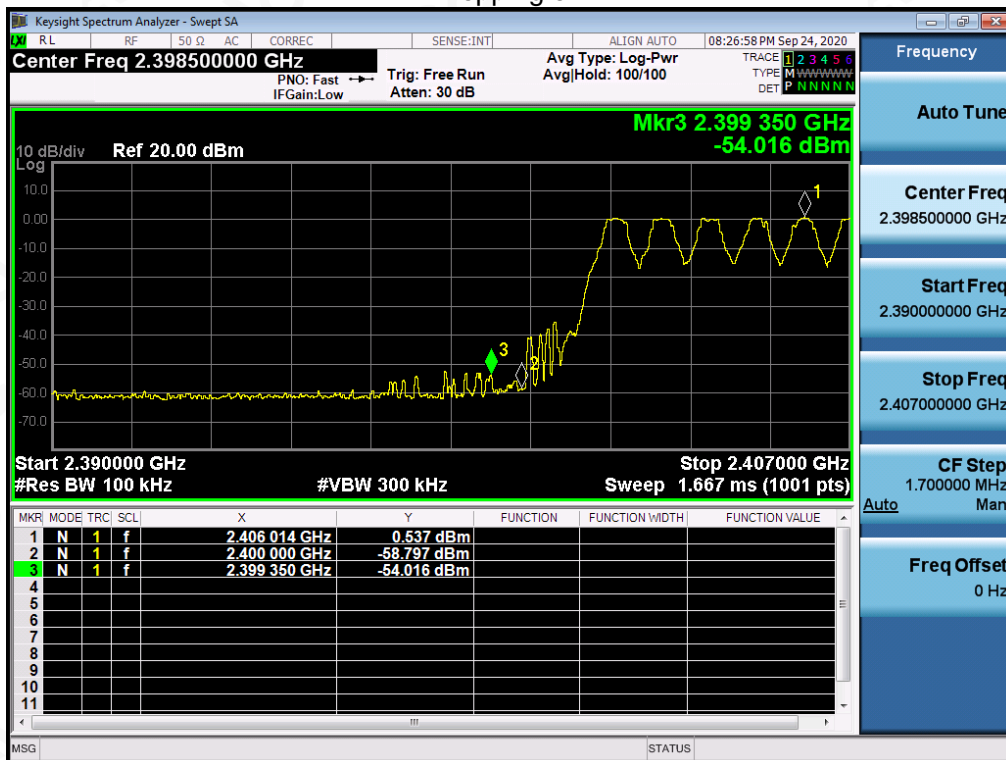 Keysight Spectrum Analyzer - Swept SA
LXI RL RF 50 Ω AC CORREC SENSE:INT ALIGN AUTO 08:26:58 PM Sep 24, 2020
Center Freq 2.398500000 GHz
PNO: Fast
IFGain:Low
Trig: Free Run
Atten: 30 dB
Avg Type: Log-Pwr
Avg|Hold: 100/100
TRACE 1 2 3 4 5 6
TYPE M WWWWW
DET P N N N N N
Mkr3 2.399 350 GHz
-54.016 dBm
10 dB/div Ref 20.00 dBm
Log
10.0
0.00
-10.0
-20.0
-30.0
-40.0
-50.0
-60.0
-70.0
1
3
2
Start 2.390000 GHz Stop 2.407000 GHz
#Res BW 100 kHz #VBW 300 kHz Sweep 1.667 ms (1001 pts)
MKR MODE TRC SCL X Y FUNCTION FUNCTION WIDTH FUNCTION VALUE
1 N 1 f 2.406 014 GHz 0.537 dBm
2 N 1 f 2.400 000 GHz -58.797 dBm
3 N 1 f 2.399 350 GHz -54.016 dBm
4
5
6
7
8
9
10
11
MSG STATUS
Frequency
Auto Tune
Center Freq
2.398500000 GHz
Start Freq
2.390000000 GHz
Stop Freq
2.407000000 GHz
CF Step
1.700000 MHz
Auto Man
Freq Offset
0 Hz